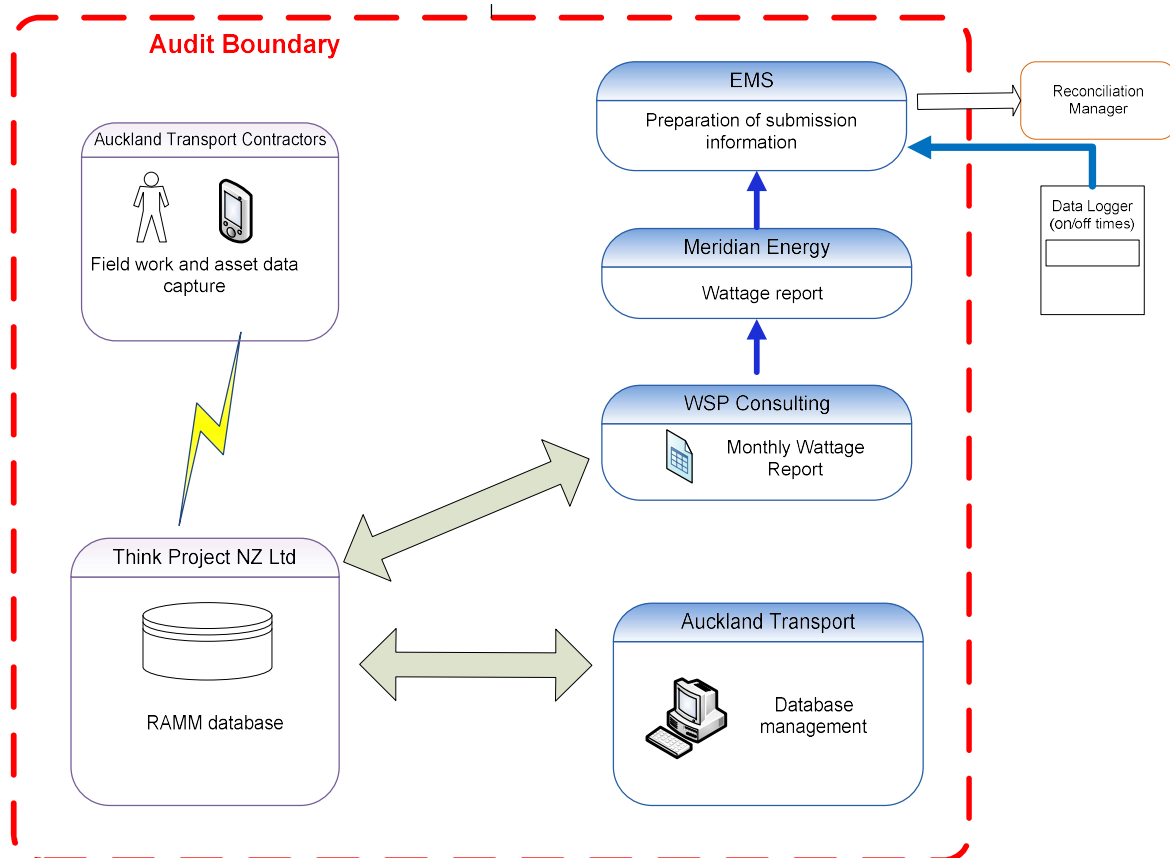 Audit Boundary
EMS
Preparation of submission
information
Reconciliation
Manager
Auckland Transport Contractors
Field work and asset data
capture
Data Logger
(on/off times)
Meridian Energy
Wattage report
WSP Consulting
Monthly Wattage
Report
Think Project NZ Ltd
RAMM database
Auckland Transport
Database
management